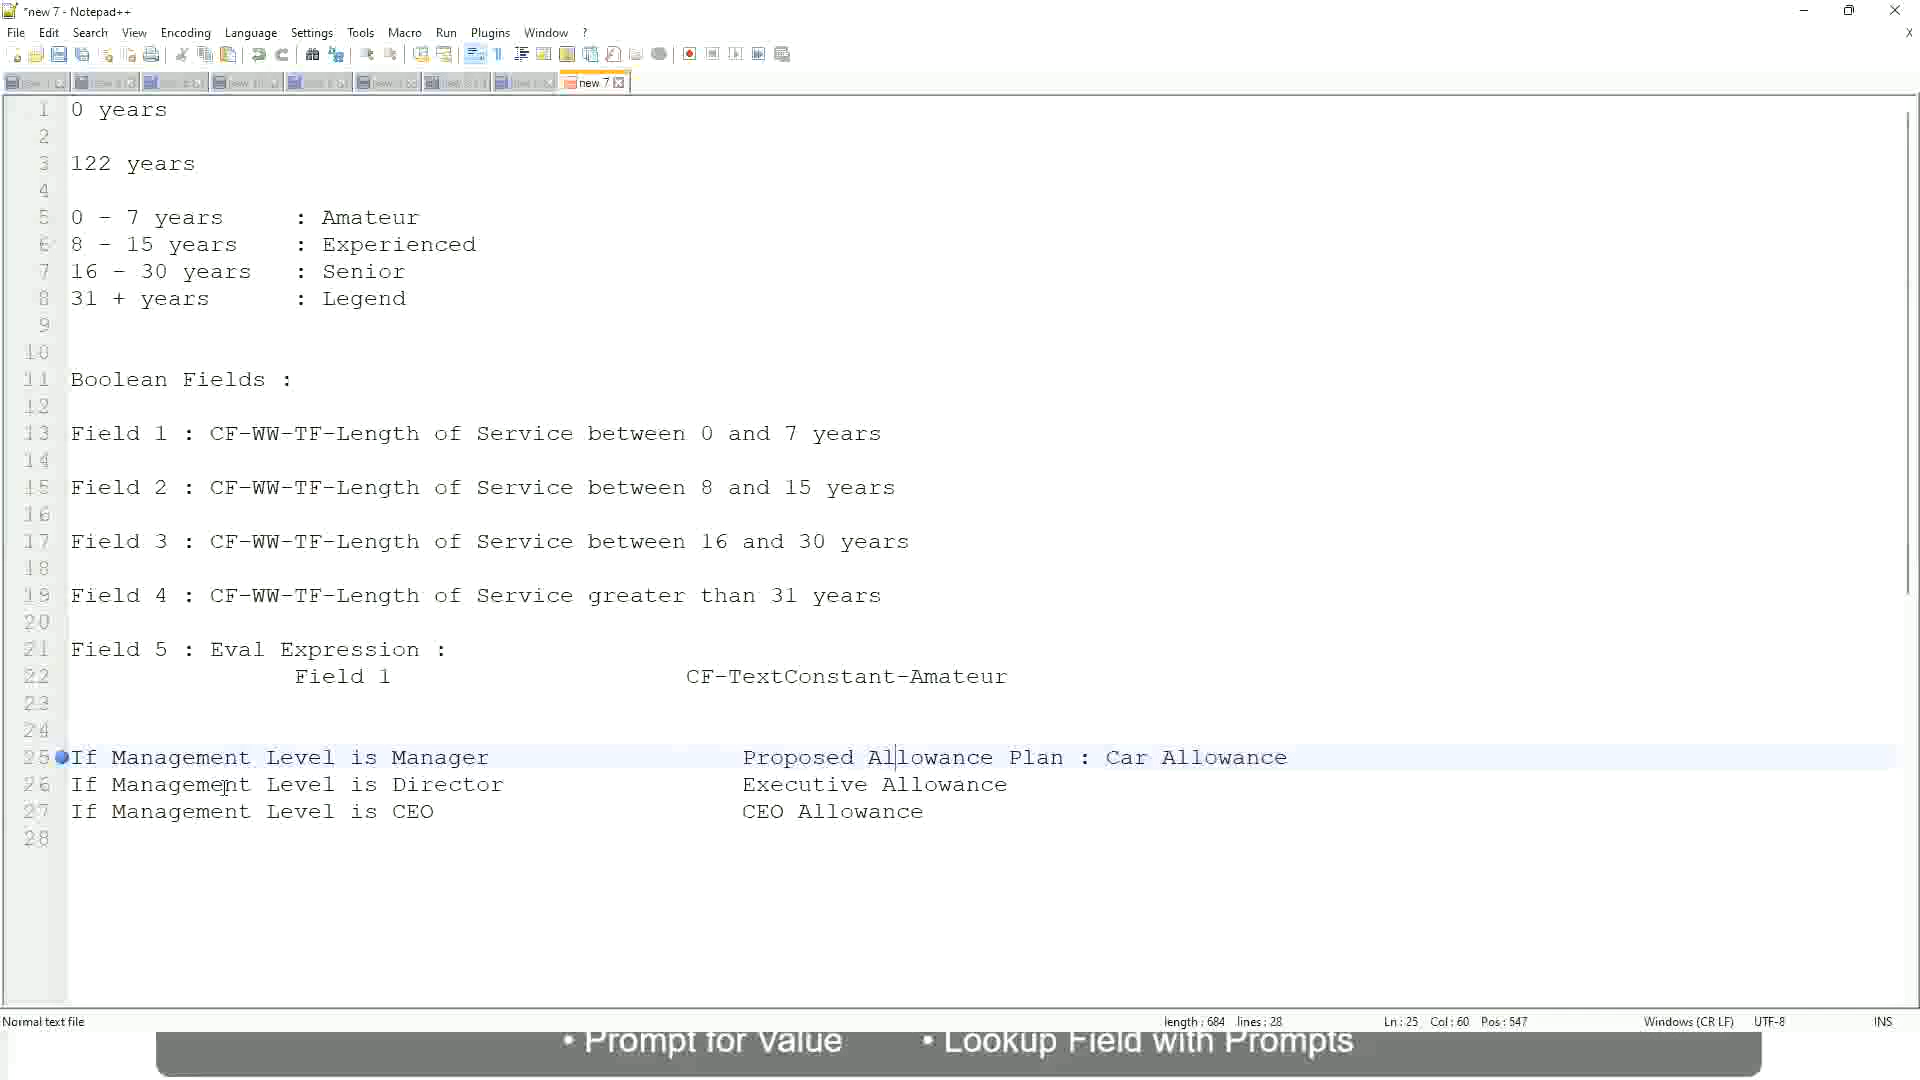 *new 7 - Notepad++
File Edit Search View Encoding Language Settings Tools Macro Run Plugins Window ? X
new 7
1 0 years
2
3 122 years
4
5 0 - 7 years : Amateur
6 8 - 15 years : Experienced
7 16 - 30 years : Senior
8 31 + years : Legend
9
10
11 Boolean Fields :
12
13 Field 1 : CF-WW-TF-Length of Service between 0 and 7 years
14
15 Field 2 : CF-WW-TF-Length of Service between 8 and 15 years
16
17 Field 3 : CF-WW-TF-Length of Service between 16 and 30 years
18
19 Field 4 : CF-WW-TF-Length of Service greater than 31 years
20
21 Field 5 : Eval Expression :
22 Field 1 CF-TextConstant-Amateur
23
24
25 If Management Level is Manager Proposed Allowance Plan : Car Allowance
26 If Management Level is Director Executive Allowance
27 If Management Level is CEO CEO Allowance
28
Normal text file length : 684 lines : 28 Ln : 25 Col : 60 Pos : 547 Windows (CR LF) UTF-8 INS
• Prompt for Value • Lookup Field with Prompts